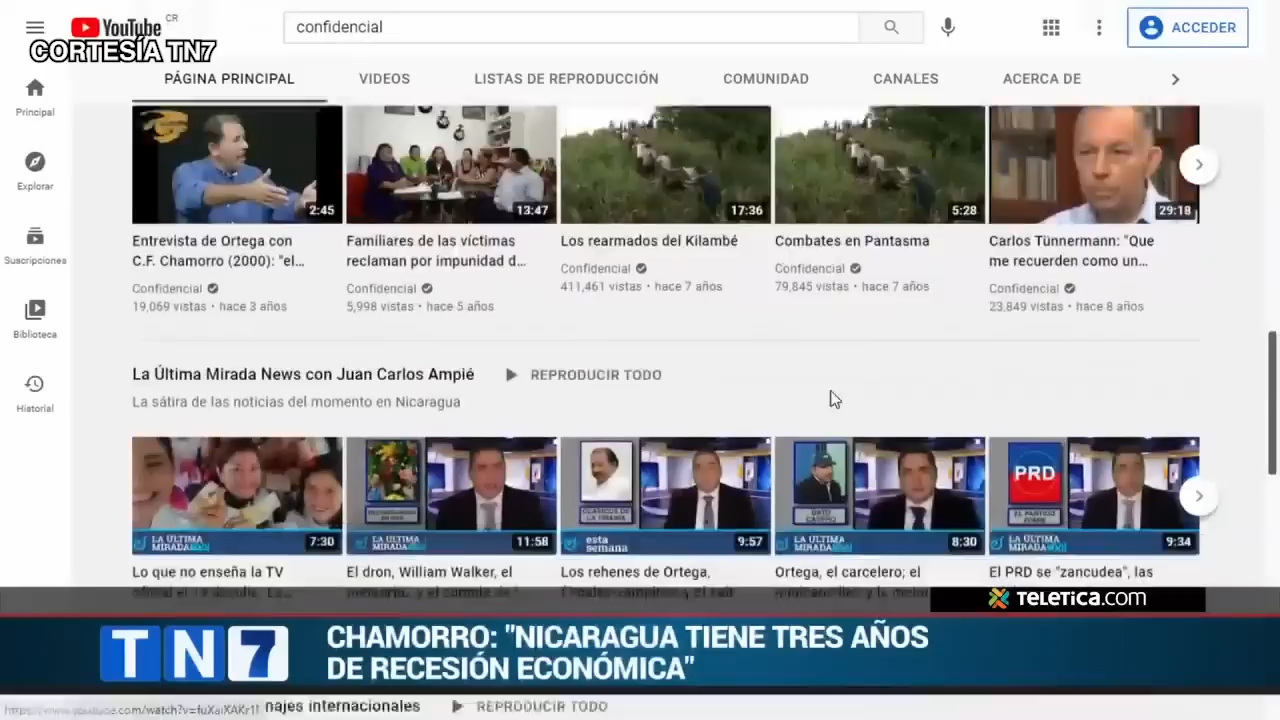 YouTube CR
confidencial
ACCEDER
CORTESÍA TN7
PÁGINA PRINCIPAL VIDEOS LISTAS DE REPRODUCCIÓN COMUNIDAD CANALES ACERCA DE
Principal
Explorar
Suscripciones
Biblioteca
Historial
2:45 13:47 17:36 5:28 29:18
Entrevista de Ortega con
C.F. Chamorro (2000): "el...
Confidencial
19,069 vistas • hace 3 años
Familiares de las víctimas
reclaman por impunidad d...
Confidencial
5,998 vistas • hace 5 años
Los rearmados del Kilambé
Confidencial
411,461 vistas • hace 7 años
Combates en Pantasma
Confidencial
79,845 vistas • hace 7 años
Carlos Tünnermann: "Que
me recuerden como un...
Confidencial
23,849 vistas • hace 8 años
La Última Mirada News con Juan Carlos Ampié REPRODUCIR TODO
La sátira de las noticias del momento en Nicaragua
LA ÚLTIMA
MIRADA
7:30
LA ÚLTIMA
MIRADA
11:58
esta
semana
9:57
LA ÚLTIMA
MIRADA
8:30
PRD
LA ÚLTIMA
MIRADA
9:34
Lo que no enseña la TV
El dron, William Walker, el
Los rehenes de Ortega,
Ortega, el carcelero; el
El PRD se "zancudea", las
TELETICA.com
TN7
CHAMORRO: "NICARAGUA TIENE TRES AÑOS
DE RECESIÓN ECONÓMICA"
najes internacionales REPRODUCIR TODO